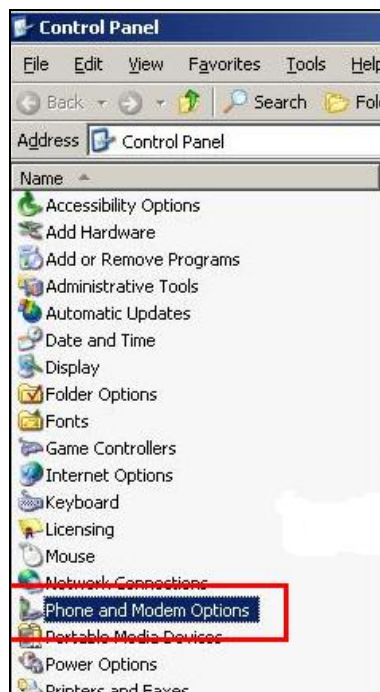 Control Panel
File Edit View Favorites Tools Help
Back Search
Address Control Panel
Name
Accessibility Options
Add Hardware
Add or Remove Programs
Administrative Tools
Automatic Updates
Date and Time
Display
Folder Options
Fonts
Game Controllers
Internet Options
Keyboard
Licensing
Mouse
Network Connections
Phone and Modem Options
Portable Media Devices
Power Options
Printers and Faxes